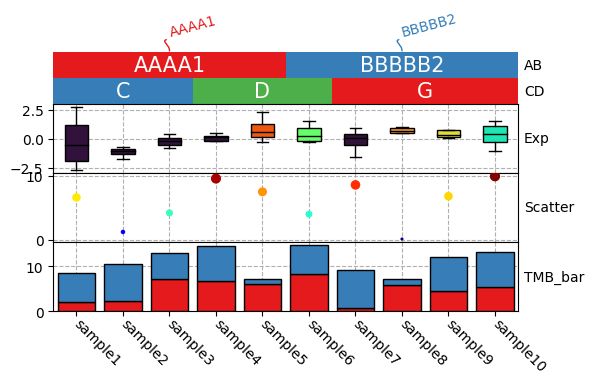 AAAA1 BBBBB2
AAAA1 BBBBB2 AB
C D G CD
2.5
0.0 Exp
−2.5
10
Scatter
0
10 TMB_bar
0
sample1 sample2 sample3 sample4 sample5 sample6 sample7 sample8 sample9 sample10